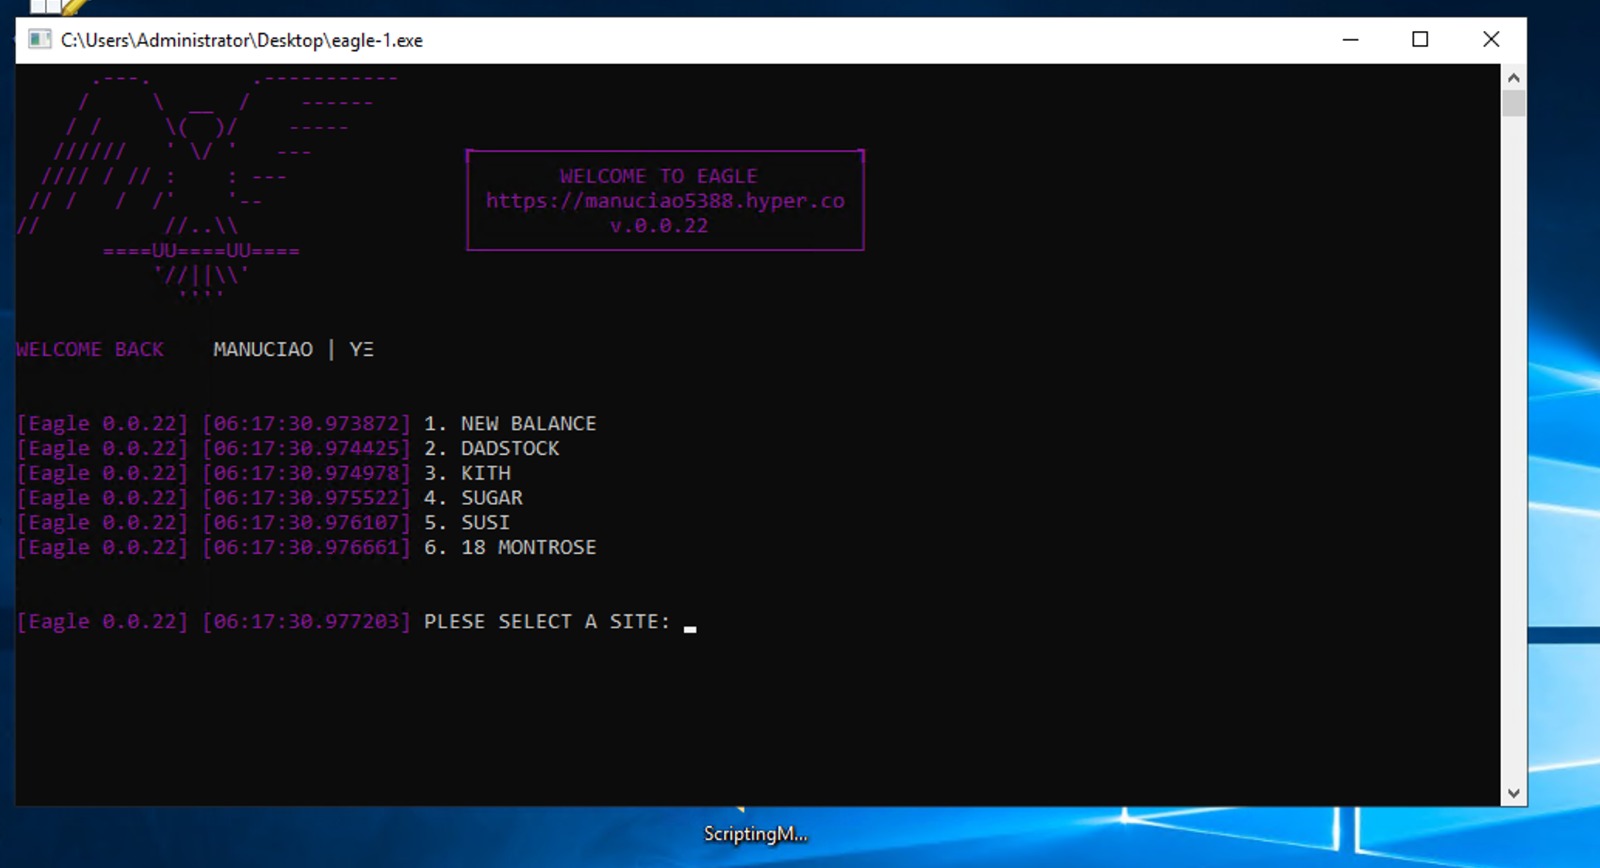 C:\Users\Administrator\Desktop\eagle-1.exe
WELCOME TO EAGLE
https://manuciao5388.hyper.co
v.0.0.22
WELCOME BACK MANUCIAO | YΞ
[Eagle 0.0.22] [06:17:30.973872] 1. NEW BALANCE
[Eagle 0.0.22] [06:17:30.974425] 2. DADSTOCK
[Eagle 0.0.22] [06:17:30.974978] 3. KITH
[Eagle 0.0.22] [06:17:30.975522] 4. SUGAR
[Eagle 0.0.22] [06:17:30.976107] 5. SUSI
[Eagle 0.0.22] [06:17:30.976661] 6. 18 MONTROSE
[Eagle 0.0.22] [06:17:30.977203] PLESE SELECT A SITE:
ScriptingM...